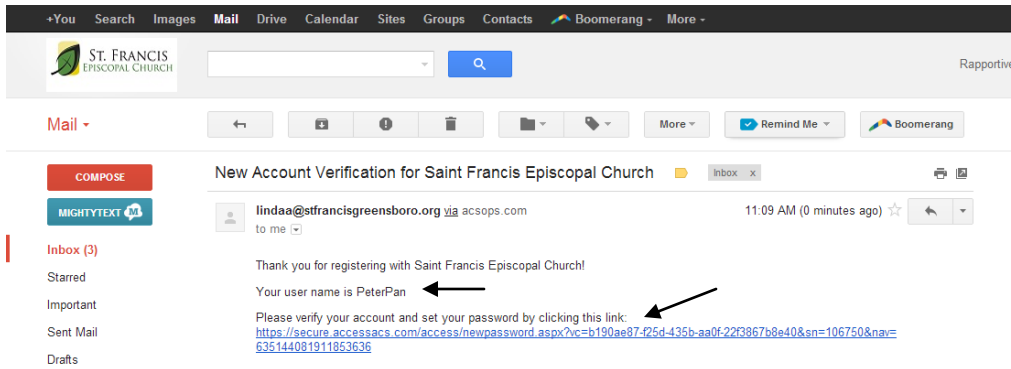 +You Search Images Mail Drive Calendar Sites Groups Contacts Boomerang - More -
ST. FRANCIS
EPISCOPAL CHURCH
Rapportive
Mail
More
Remind Me
Boomerang
COMPOSE
New Account Verification for Saint Francis Episcopal Church
Inbox x
MIGHTYTEXT M
lindaa@stfrancisgreensboro.org via acsops.com
11:09 AM (0 minutes ago)
to me
Inbox (3)
Starred
Important
Sent Mail
Drafts
Thank you for registering with Saint Francis Episcopal Church!
Your user name is PeterPan
Please verify your account and set your password by clicking this link:
https://secure.accessacs.com/access/newpassword.aspx?vc=b190ae87-f25d-435b-aa0f-22f3867b8e40&sn=106750&nav=
635144081911853636